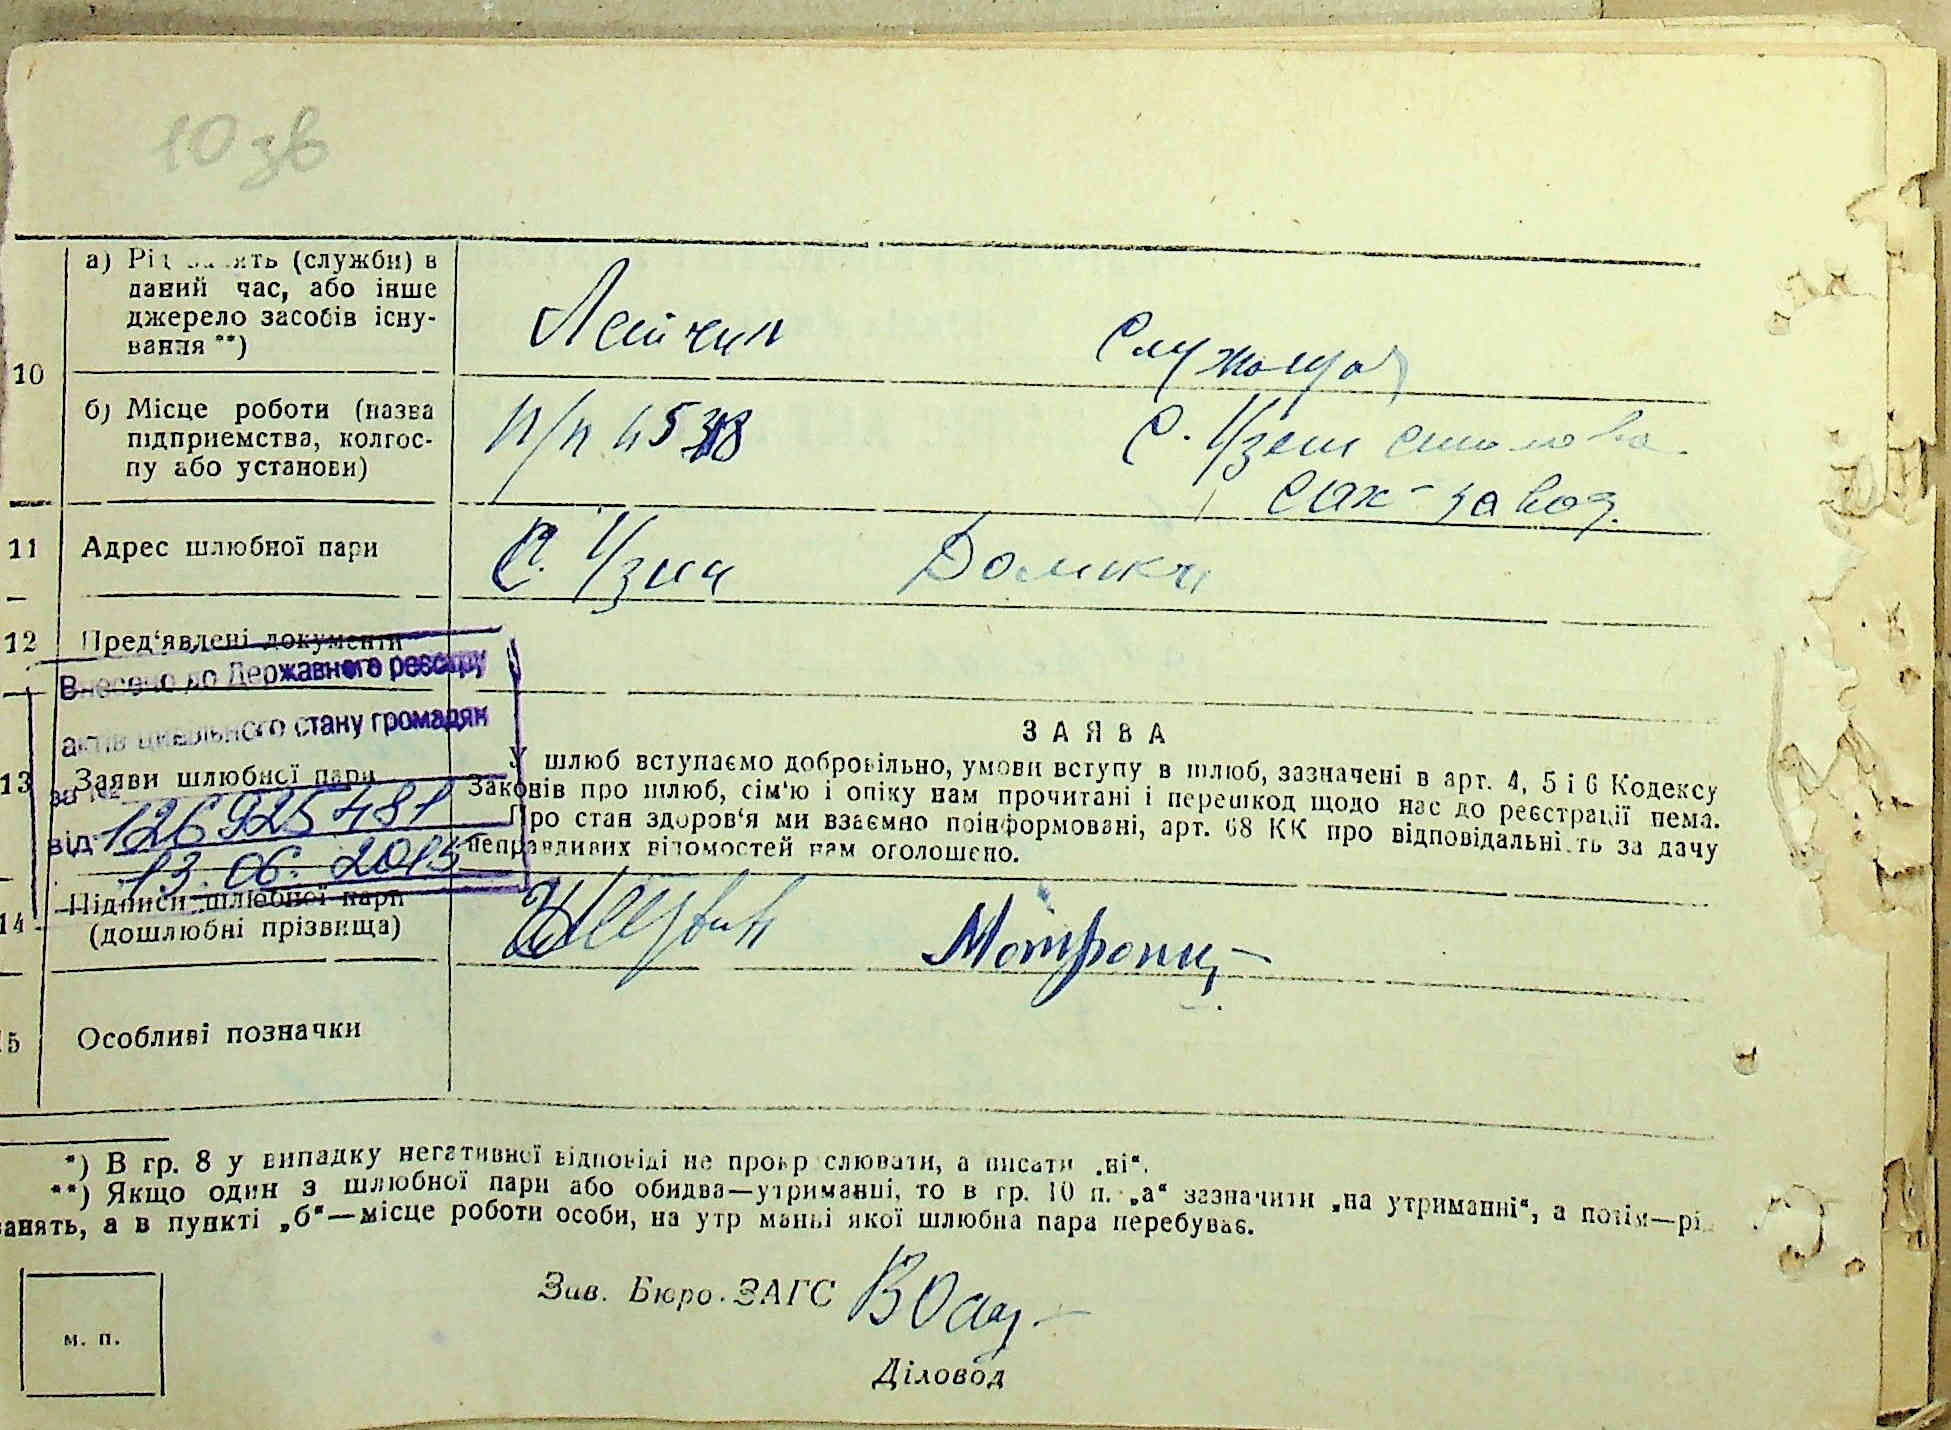 10 зв
а) Рід занять (служби) в
даний час, або інше
джерело засобів існу-
вання **)
Лейчик
Служащая
10
б) Місце роботи (назва
підприємства, колгос-
пу або установи)
п/п 4538
С. Узин столова
Сах-завод.
11 Адрес шлюбної пари
С. Узин Домики
12 Пред'явлені документи
Внесено до Державного реєстру
актів цивільного стану громадян
за №
126925481
від 13.06.2015
13 Заяви шлюбної пари
ЗАЯВА
У шлюб вступаємо добровільно, умови вступу в шлюб, зазначені в арт. 4, 5 і 6 Кодексу
Законів про шлюб, сім'ю і опіку нам прочитані і перешкод щодо нас до реєстрації нема.
Про стан здоров'я ми взаємно поінформовані, арт. 68 КК про відповідальність за дачу
неправдивих відомостей нам оголошено.
14 Підписи шлюбної пари
(дошлюбні прізвища)
15 Особливі позначки
*) В гр. 8 у випадку негативної відповіді не прокреслювати, а писати „ні“.
**) Якщо один з шлюбної пари або обидва—утриманці, то в гр. 10 п. „а“ зазначити „на утриманні“, а потім—рід
занять, а в пункті „б“—місце роботи особи, на утриманні якої шлюбна пара перебуває.
Зав. Бюро ЗАГС
Діловод
м. п.